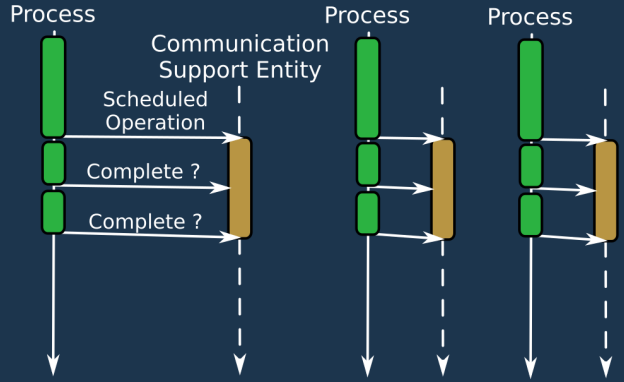 Process
Process
Process
Communication
Support Entity
Scheduled
Operation
Complete ?
Complete ?